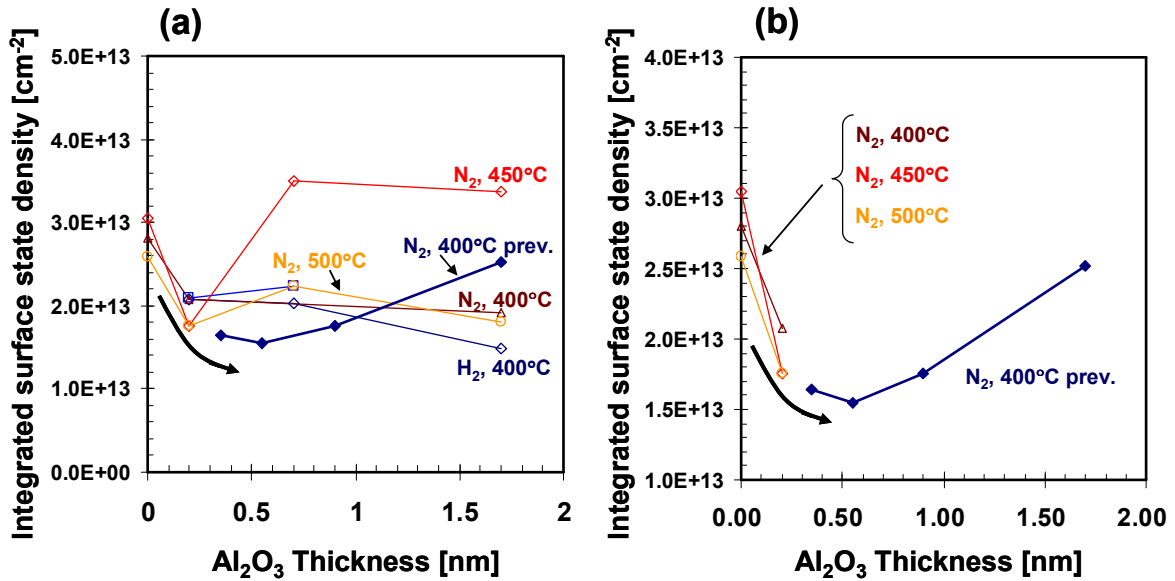 (a)
Integrated surface state density [cm⁻²]
5.0E+13
4.0E+13
3.0E+13
2.0E+13
1.0E+13
0.0E+00
N₂, 450°C
N₂, 400°C prev.
N₂, 500°C
N₂, 400°C
H₂, 400°C
0 0.5 1 1.5 2
Al₂O₃ Thickness [nm]
(b)
Integrated surface state density [cm⁻²]
4.0E+13
3.5E+13
3.0E+13
2.5E+13
2.0E+13
1.5E+13
1.0E+13
N₂, 400°C
N₂, 450°C
N₂, 500°C
N₂, 400°C prev.
0.00 0.50 1.00 1.50 2.00
Al₂O₃ Thickness [nm]